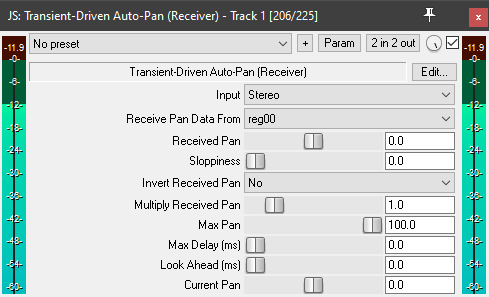 JS: Transient-Driven Auto-Pan (Receiver) - Track 1 [206/225]
-11.9 No preset + Param 2 in 2 out -11.9
-0- -0-
-6- Transient-Driven Auto-Pan (Receiver) Edit... -6-
-12- Input Stereo -12-
-18- Receive Pan Data From reg00 -18-
-24- Received Pan 0.0 -24-
-30- Sloppiness 0.0 -30-
-36- Invert Received Pan No -36-
-42- Multiply Received Pan 1.0 -42-
-48- Max Pan 100.0 -48-
Max Delay (ms) 0.0
-54- Look Ahead (ms) 0.0 -54-
-60- Current Pan 0.0 -60-